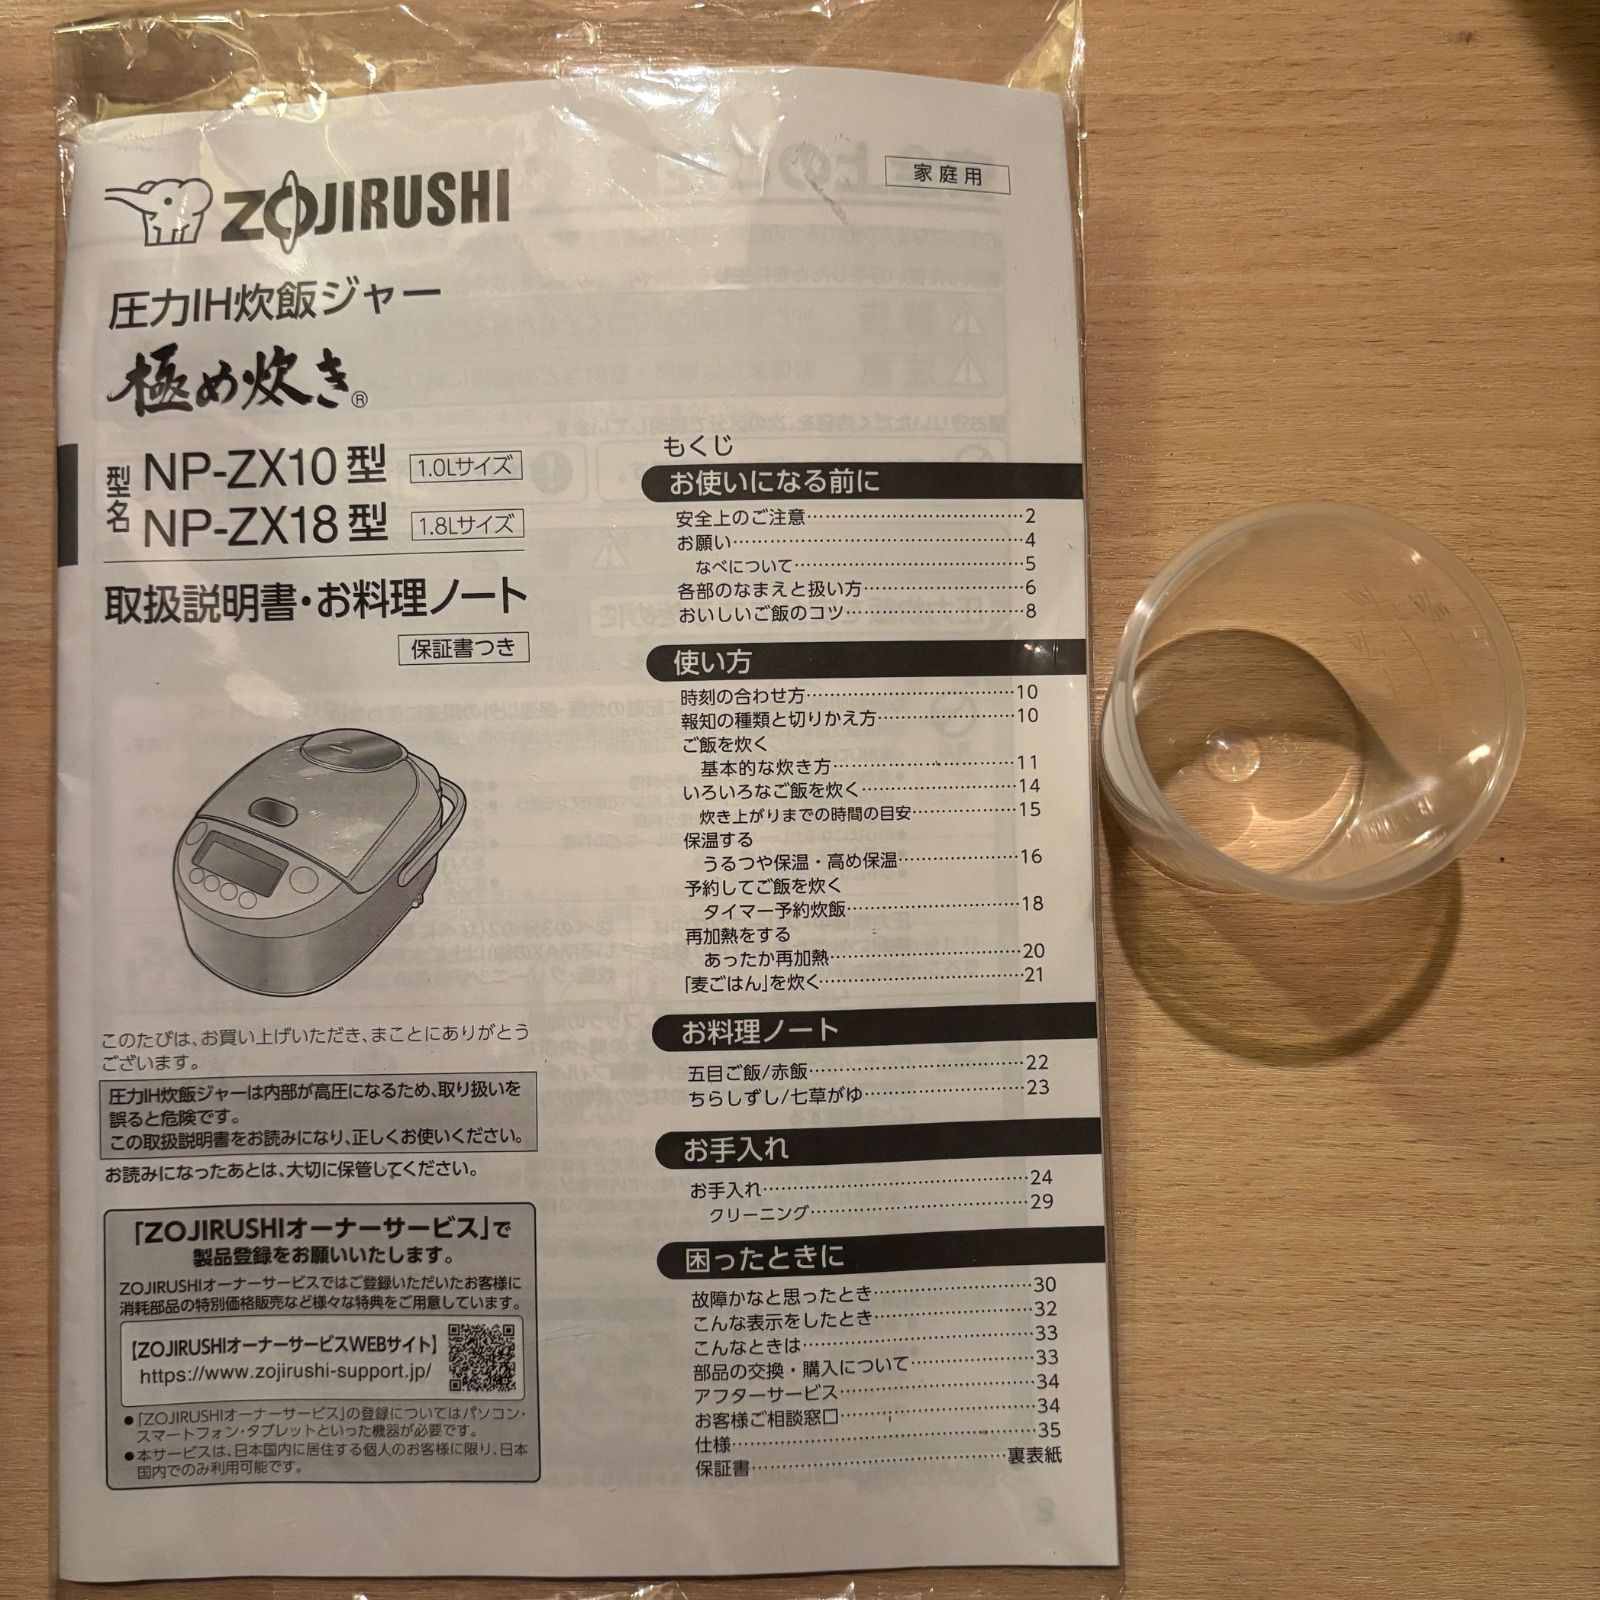 ZOJIRUSHI
家庭用
圧力IH炊飯ジャー
極め炊き®
型名
NP-ZX10型 1.0Lサイズ
NP-ZX18型 1.8Lサイズ
取扱説明書・お料理ノート
保証書つき
このたびは、お買い上げいただき、まことにありがとう
ございます。
圧力IH炊飯ジャーは内部が高圧になるため、取り扱いを
誤ると危険です。
この取扱説明書をお読みになり、正しくお使いください。
お読みになったあとは、大切に保管してください。
「ZOJIRUSHIオーナーサービス」で
製品登録をお願いいたします。
ZOJIRUSHIオーナーサービスではご登録いただいたお客様に
消耗部品の特別価格販売など様々な特典をご用意しています。
【ZOJIRUSHIオーナーサービスWEBサイト】
https://www.zojirushi-support.jp/
●「ZOJIRUSHIオーナーサービス」の登録についてはパソコン・
スマートフォン・タブレットといった機器が必要です。
●本サービスは、日本国内に居住する個人のお客様に限り、日本
国内でのみ利用可能です。
もくじ
お使いになる前に
安全上のご注意……2
お願い……4
なべについて……5
各部のなまえと扱い方……6
おいしいご飯のコツ……8
使い方
時刻の合わせ方……10
報知の種類と切りかえ方……10
ご飯を炊く
基本的な炊き方……11
いろいろなご飯を炊く……14
炊き上がりまでの時間の目安……15
保温する
うるつや保温・高め保温……16
予約してご飯を炊く
タイマー予約炊飯……18
再加熱をする
あったか再加熱……20
「麦ごはん」を炊く……21
お料理ノート
五目ご飯/赤飯……22
ちらしずし/七草がゆ……23
お手入れ
お手入れ……24
クリーニング……29
困ったときに
故障かなと思ったとき……30
こんな表示をしたとき……32
こんなときは……33
部品の交換・購入について……33
アフターサービス……34
お客様ご相談窓口……34
仕様……35
保証書……裏表紙